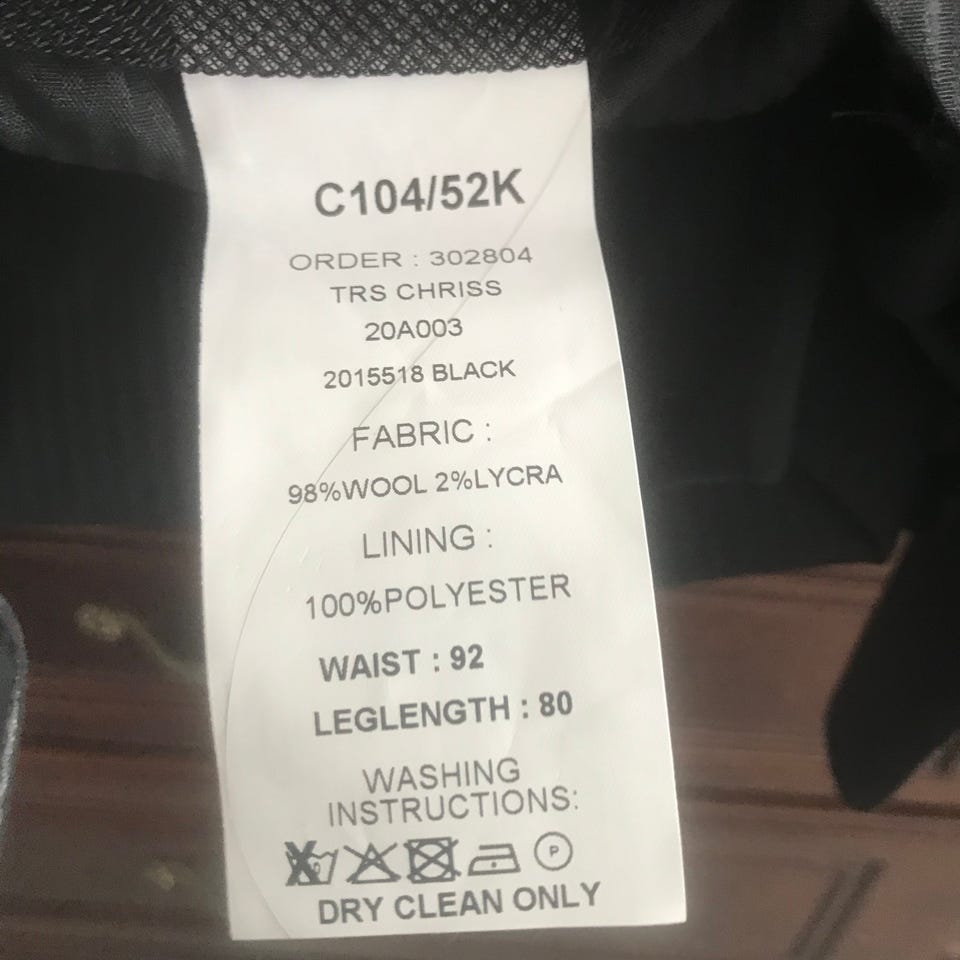 C104/52K
ORDER : 302804
TRS CHRISS
20A003
2015518 BLACK
FABRIC :
98%WOOL 2%LYCRA
LINING :
100%POLYESTER
WAIST : 92
LEGLENGTH : 80
WASHING
INSTRUCTIONS:
P
DRY CLEAN ONLY